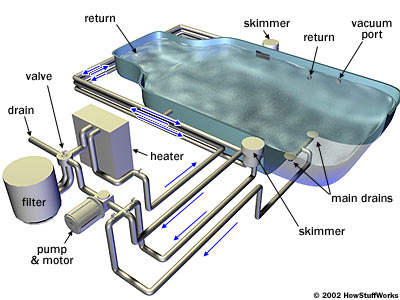 return
skimmer
return
vacuum
port
valve
drain
heater
filter
main drains
pump
& motor
skimmer
© 2002 HowStuffWorks